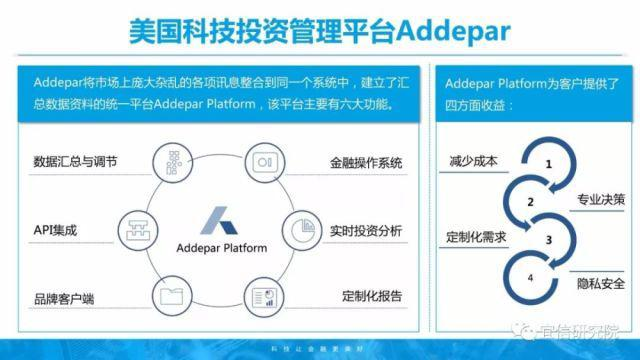 美国科技投资管理平台Addepar
Addepar将市场上庞大杂乱的各项讯息整合到同一个系统中，建立了汇
总数据资料的统一平台Addepar Platform，该平台主要有六大功能。
数据汇总与调节
金融操作系统
API集成
Addepar Platform
实时投资分析
品牌客户端
定制化报告
Addepar Platform为客户提供了
四方面收益：
减少成本
1
2
专业决策
定制化需求
3
4
隐私安全
宜信研究院
科技让金融更美好